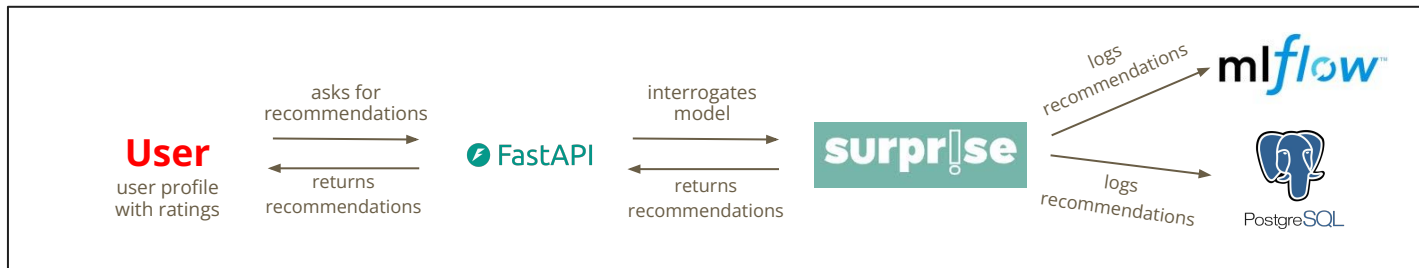 asks for
recommendations
User
user profile
with ratings
returns
recommendations
FastAPI
interrogates
model
returns
recommendations
surpr!se
logs
recommendations
mlflow™
logs
recommendations
PostgreSQL